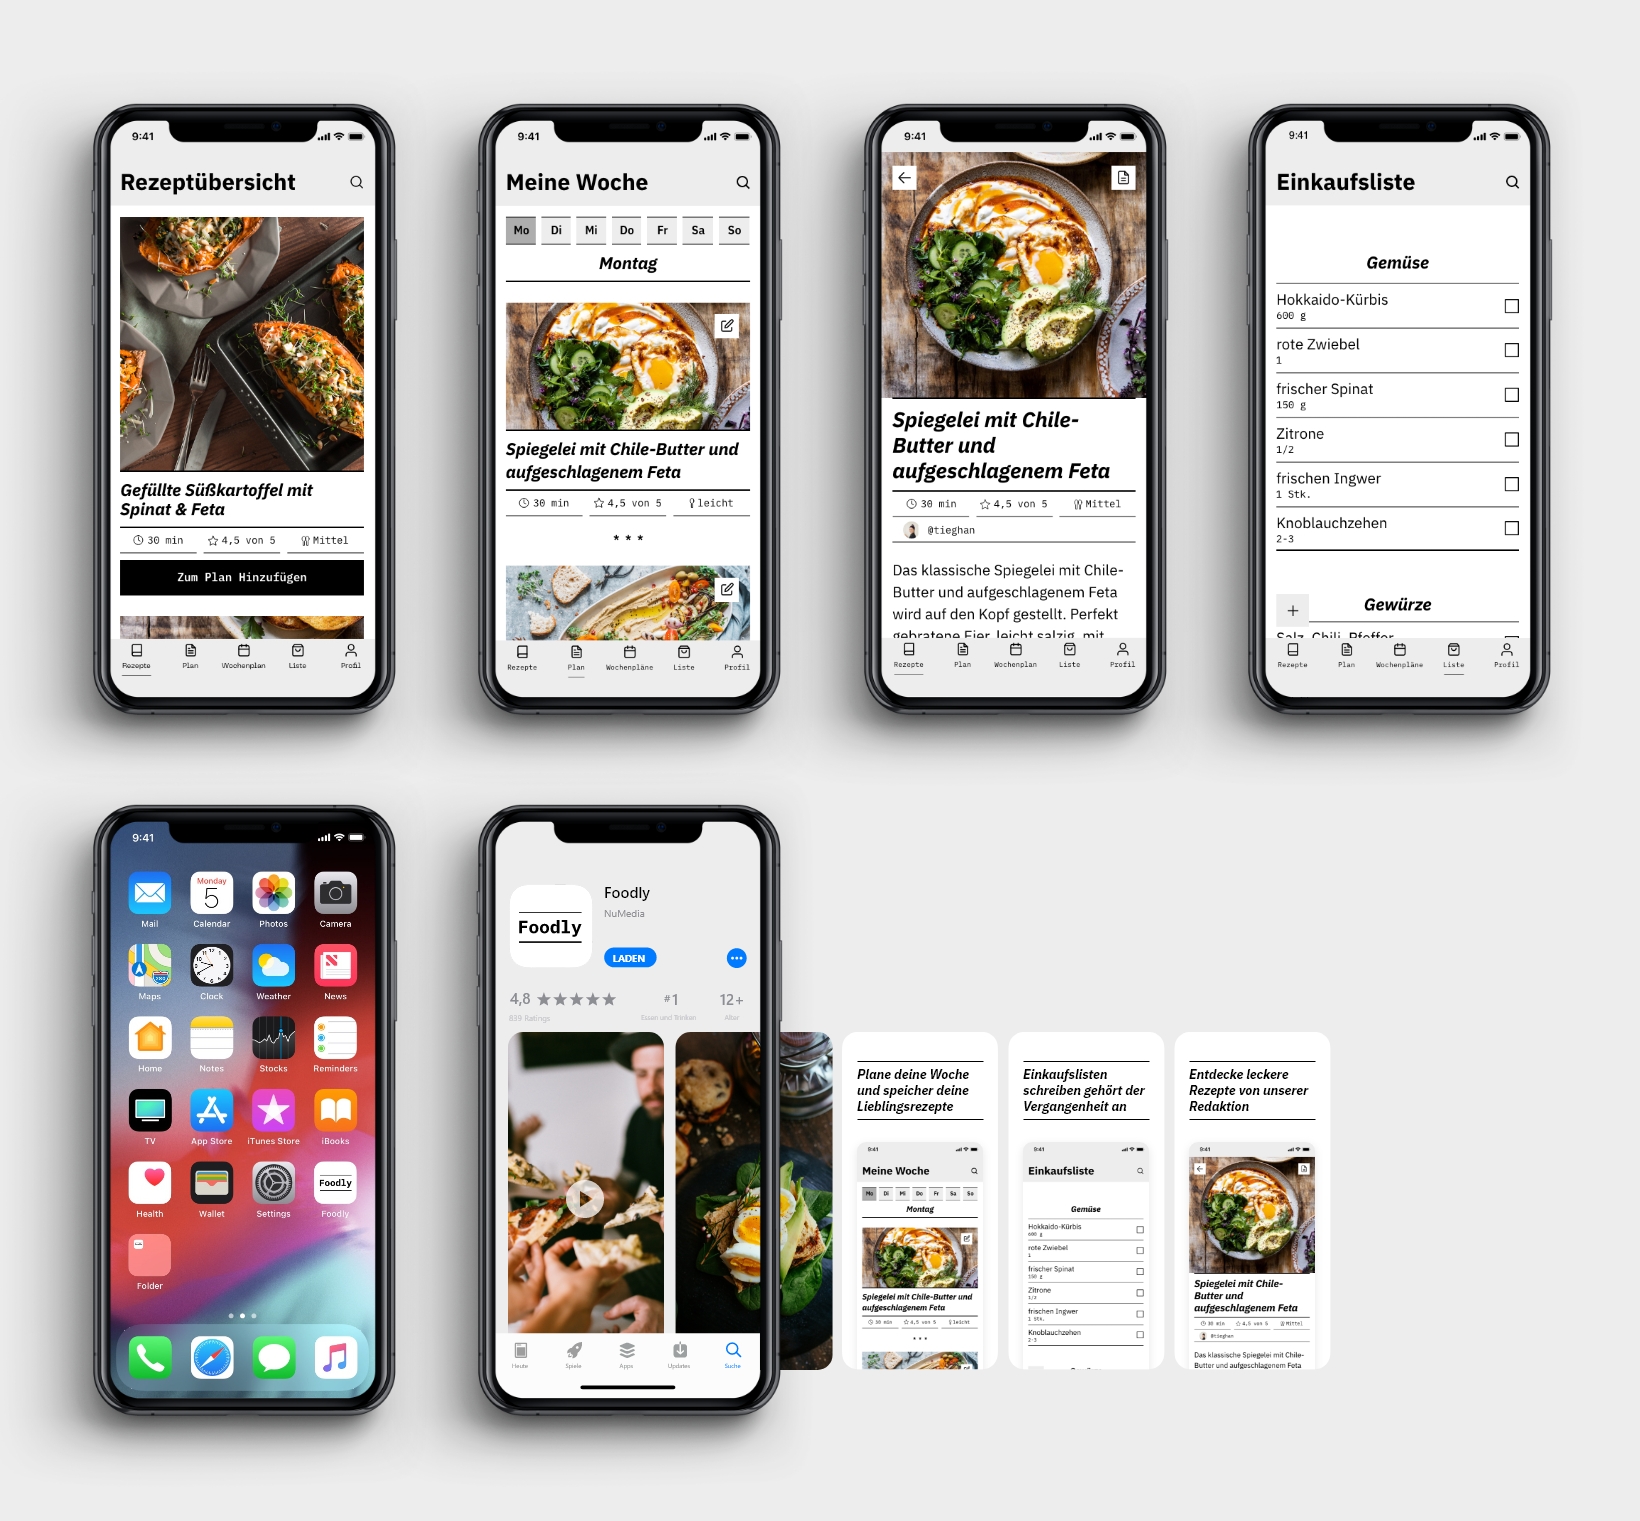 9:41
Rezeptübersicht
Gefüllte Süßkartoffel mit
Spinat & Feta
30 min
4,5 von 5
Mittel
Zum Plan Hinzufügen
Rezepte
Plan
Wochenplan
Liste
Profil
9:41
Meine Woche
Mo
Di
Mi
Do
Fr
Sa
So
Montag
Spiegelei mit Chile-Butter und
aufgeschlagenem Feta
30 min
4,5 von 5
leicht
***
Rezepte
Plan
Wochenpläne
Liste
Profil
9:41
Spiegelei mit Chile-
Butter und
aufgeschlagenem Feta
30 min
4,5 von 5
Mittel
@tieghan
Das klassische Spiegelei mit Chile-
Butter und aufgeschlagenem Feta
wird auf den Kopf gestellt. Perfekt
gebratene Eier, leicht salzig, mit
Rezepte
Plan
Wochenplan
Liste
Profil
9:41
Einkaufsliste
Gemüse
Hokkaido-Kürbis
600 g
rote Zwiebel
1
frischer Spinat
150 g
Zitrone
1/2
frischen Ingwer
1 Stk.
Knoblauchzehen
2-3
+
Gewürze
Salz, Chili, Pfeffer
Rezepte
Plan
Wochenpläne
Liste
Profil
9:41
Monday
5
Mail
Calendar
Photos
Camera
Maps
Clock
Weather
News
Home
Notes
Stocks
Reminders
TV
App Store
iTunes Store
iBooks
Foodly
Health
Wallet
Settings
Foodly
Folder
Foodly
Foodly
NuMedia
LADEN
4,8
839 Ratings
#1
Essen und Trinken
12+
Alter
Heute
Spiele
Apps
Updates
Suche
Plane deine Woche
und speicher deine
Lieblingsrezepte
9:41
Meine Woche
Mo
Di
Mi
Do
Fr
Sa
So
Montag
Spiegelei mit Chile-Butter und
aufgeschlagenem Feta
30 min
4,5 von 5
leicht
***
Einkaufslisten
schreiben gehört der
Vergangenheit an
9:41
Einkaufsliste
Gemüse
Hokkaido-Kürbis
600 g
rote Zwiebel
1
frischer Spinat
150 g
Zitrone
1/2
frischen Ingwer
1 Stk.
Knoblauchzehen
2-3
Entdecke leckere
Rezepte von unserer
Redaktion
9:41
Spiegelei mit Chile-
Butter und
aufgeschlagenem Feta
30 min
4,5 von 5
Mittel
@tieghan
Das klassische Spiegelei mit Chile-
Butter und aufgeschlagenem Feta